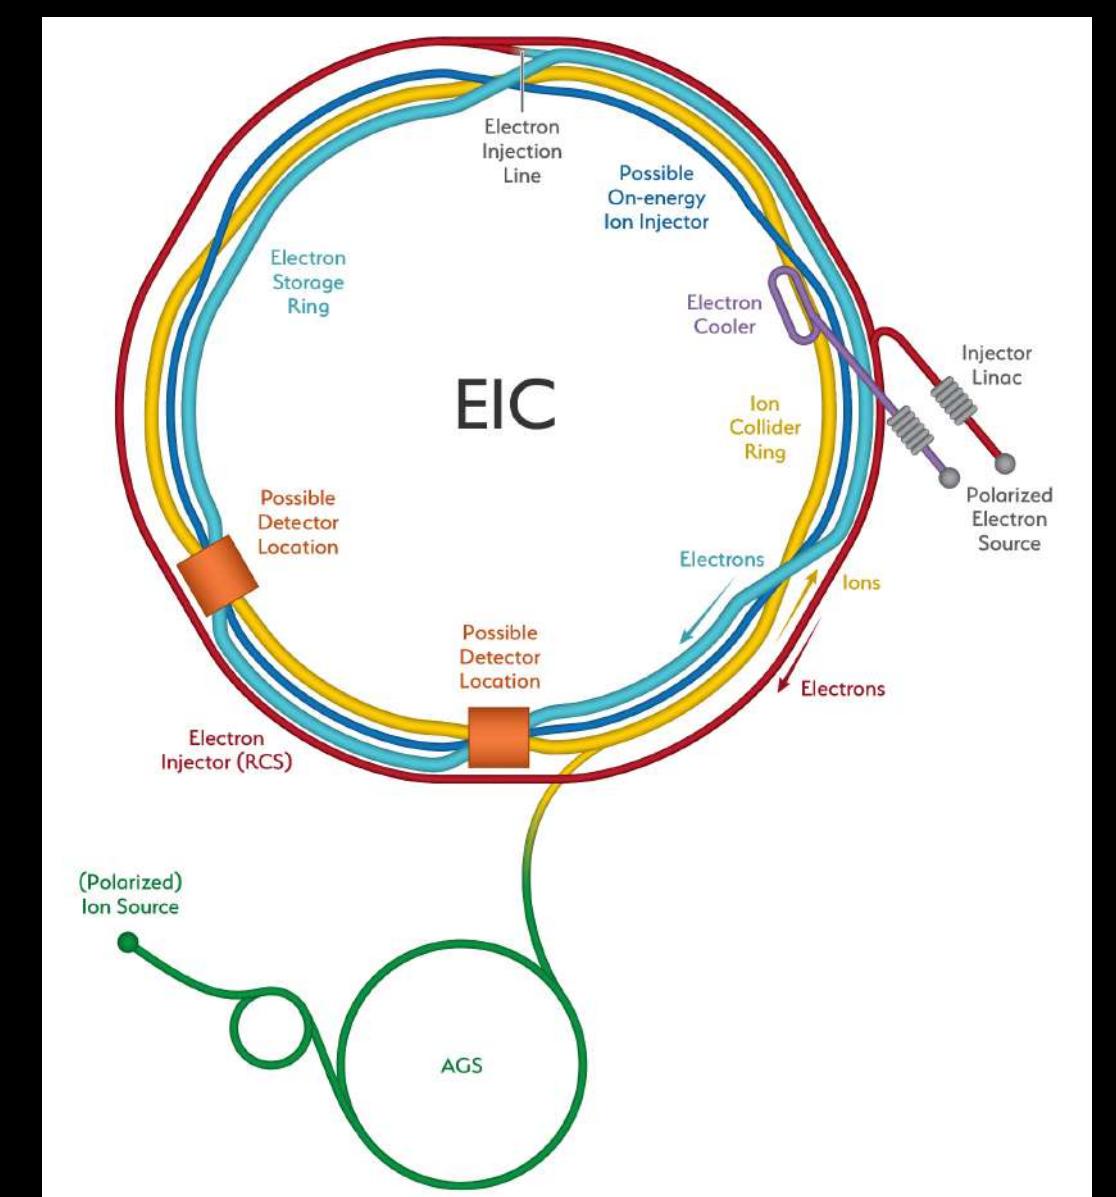 Electron
Injection
Line
Possible
On-energy
Ion Injector
Electron
Storage
Ring
Electron
Cooler
Injector
Linac
EIC
Ion
Collider
Ring
Possible
Detector
Location
Polarized
Electron
Source
Electrons
Ions
Possible
Detector
Location
Electrons
Electron
Injector (RCS)
(Polarized)
Ion Source
AGS